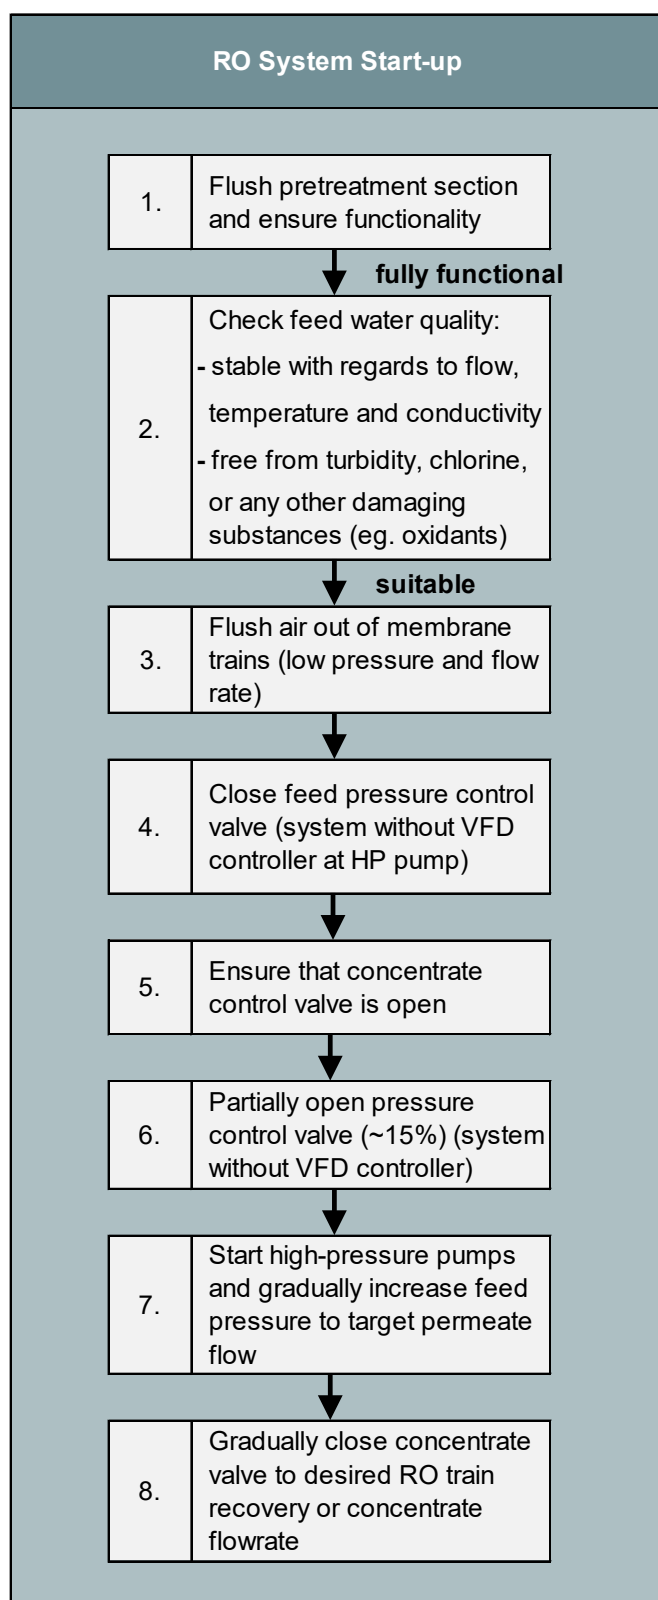 RO System Start-up
1.
Flush pretreatment section
and ensure functionality
fully functional
2.
Check feed water quality:
- stable with regards to flow,
temperature and conductivity
- free from turbidity, chlorine,
or any other damaging
substances (eg. oxidants)
suitable
3.
Flush air out of membrane
trains (low pressure and flow
rate)
4.
Close feed pressure control
valve (system without VFD
controller at HP pump)
5.
Ensure that concentrate
control valve is open
6.
Partially open pressure
control valve (~15%) (system
without VFD controller)
7.
Start high-pressure pumps
and gradually increase feed
pressure to target permeate
flow
8.
Gradually close concentrate
valve to desired RO train
recovery or concentrate
flowrate